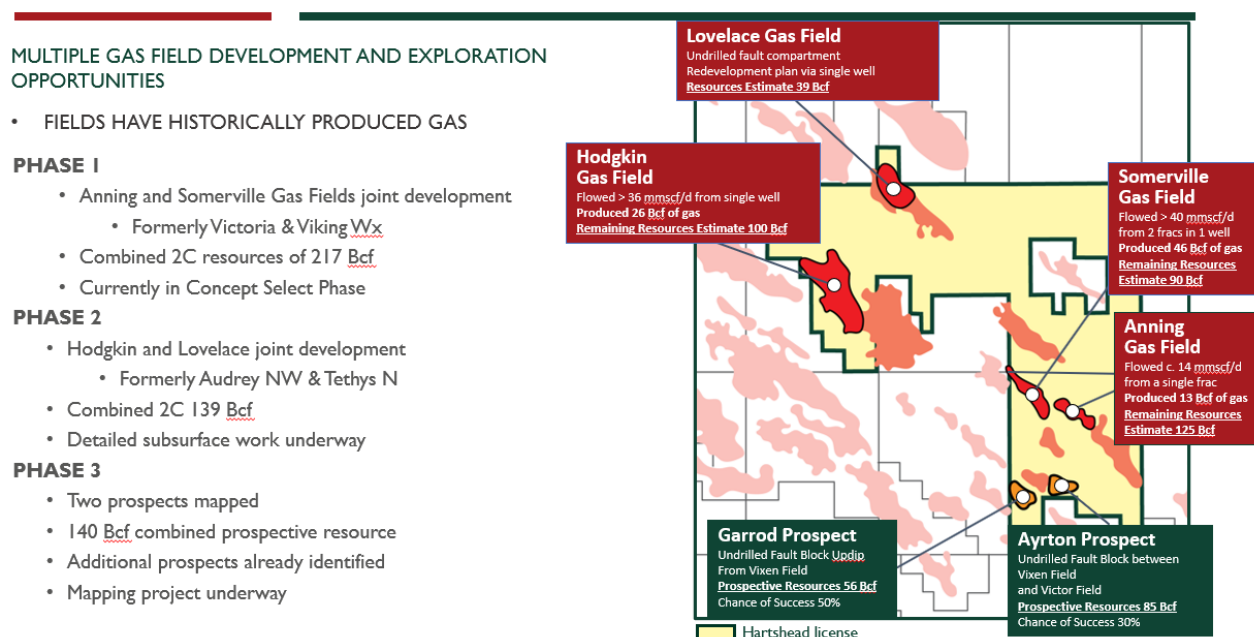 MULTIPLE GAS FIELD DEVELOPMENT AND EXPLORATION
OPPORTUNITIES
• FIELDS HAVE HISTORICALLY PRODUCED GAS
PHASE 1
• Anning and Somerville Gas Fields joint development
• Formerly Victoria & Viking Wx
• Combined 2C resources of 217 Bcf
• Currently in Concept Select Phase
PHASE 2
• Hodgkin and Lovelace joint development
• Formerly Audrey NW & Tethys N
• Combined 2C 139 Bcf
• Detailed subsurface work underway
PHASE 3
• Two prospects mapped
• 140 Bcf combined prospective resource
• Additional prospects already identified
• Mapping project underway
Lovelace Gas Field
Undrilled fault compartment
Redevelopment plan via single well
Resources Estimate 39 Bcf
Hodgkin
Gas Field
Flowed > 36 mmscf/d from single well
Produced 26 Bcf of gas
Remaining Resources Estimate 100 Bcf
Somerville
Gas Field
Flowed > 40 mmscf/d
from 2 fracs in 1 well
Produced 46 Bcf of gas
Remaining Resources
Estimate 90 Bcf
Anning
Gas Field
Flowed c. 14 mmscf/d
from a single frac
Produced 13 Bcf of gas
Remaining Resources
Estimate 125 Bcf
Garrod Prospect
Undrilled Fault Block Updip
From Vixen Field
Prospective Resources 56 Bcf
Chance of Success 50%
Ayrton Prospect
Undrilled Fault Block between
Vixen Field
and Victor Field
Prospective Resources 85 Bcf
Chance of Success 30%
Hartshead license